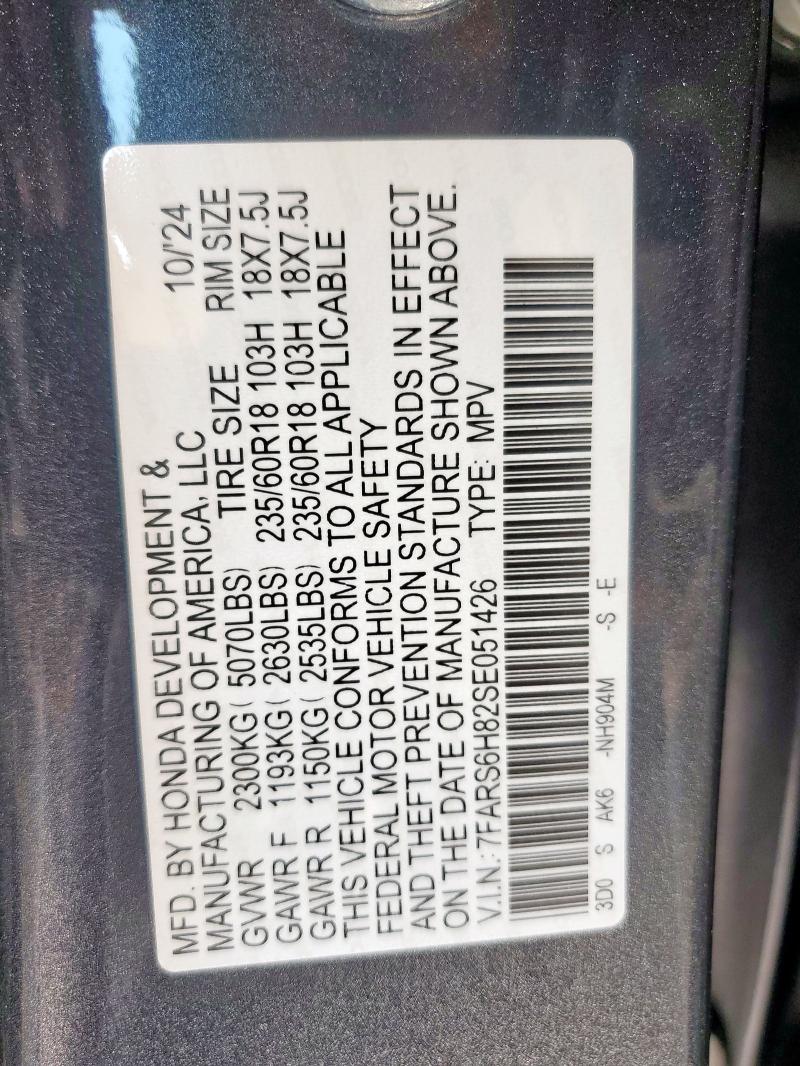 MFD. BY HONDA DEVELOPMENT &
MANUFACTURING OF AMERICA, LLC 10/'24
TIRE SIZE RIM SIZE
GVWR 2300KG( 5070LBS)
GAWR F 1193KG( 2630LBS) 235/60R18 103H 18X7.5J
GAWR R 1150KG( 2535LBS) 235/60R18 103H 18X7.5J
THIS VEHICLE CONFORMS TO ALL APPLICABLE
FEDERAL MOTOR VEHICLE SAFETY
AND THEFT PREVENTION STANDARDS IN EFFECT
ON THE DATE OF MANUFACTURE SHOWN ABOVE.
V.I.N.: 7FARS6H82SE051426 TYPE: MPV
3D0 S AK6 -NH904M -S -E